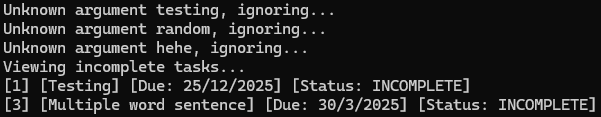 Unknown argument testing, ignoring...
Unknown argument random, ignoring...
Unknown argument hehe, ignoring...
Viewing incomplete tasks...
[1] [Testing] [Due: 25/12/2025] [Status: INCOMPLETE]
[3] [Multiple word sentence] [Due: 30/3/2025] [Status: INCOMPLETE]